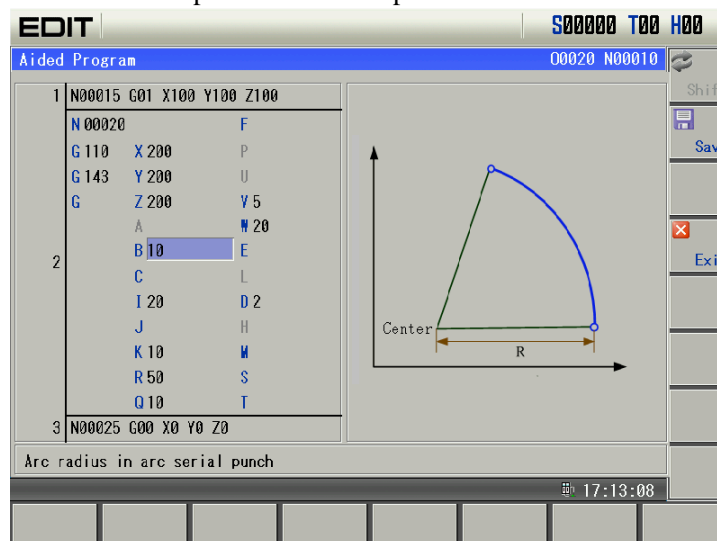 EDIT S00000 T00 H00
Aided Program O0020 N00010
Shif
Sav
Exi
1 N00015 G01 X100 Y100 Z100
N 00020 F
G 110 X 200 P
G 143 Y 200 U
G Z 200 V 5
A W 20
2 B 10 E
C L
I 20 D 2
J H
K 10 M
R 50 S
Q 10 T
3 N00025 G00 X0 Y0 Z0
Center
R
Arc radius in arc serial punch
17:13:08